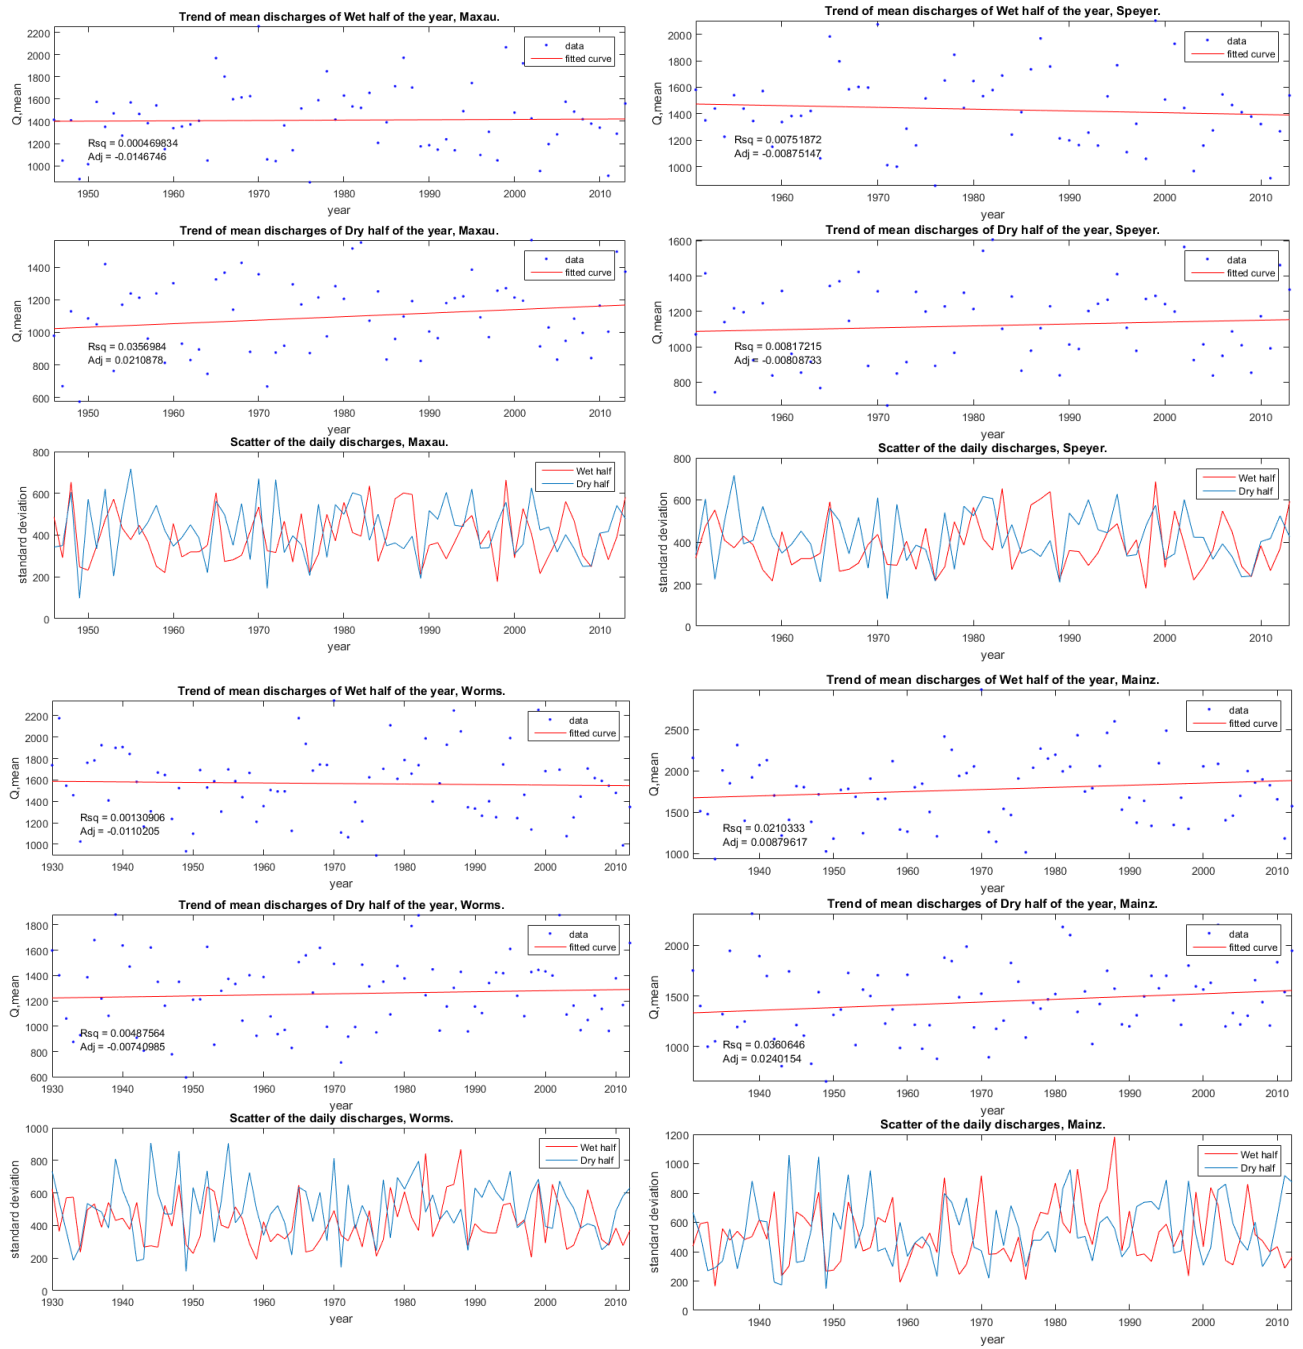 Trend of mean discharges of Wet half of the year, Maxau.
2200
2000
1800
1600
1400
1200
1000
Q,mean
data
fitted curve
Rsq = 0.000469834
Adj = -0.0146746
1950 1960 1970 1980 1990 2000 2010
year
Trend of mean discharges of Dry half of the year, Maxau.
1400
1200
1000
800
600
Q,mean
data
fitted curve
Rsq = 0.0356984
Adj = 0.0210878
1950 1960 1970 1980 1990 2000 2010
year
Scatter of the daily discharges, Maxau.
800
600
400
200
0
standard deviation
Wet half
Dry half
1950 1960 1970 1980 1990 2000 2010
year
Trend of mean discharges of Wet half of the year, Speyer.
2000
1800
1600
1400
1200
1000
Q,mean
data
fitted curve
Rsq = 0.00751872
Adj = -0.00875147
1960 1970 1980 1990 2000 2010
year
Trend of mean discharges of Dry half of the year, Speyer.
1600
1400
1200
1000
800
Q,mean
data
fitted curve
Rsq = 0.00817215
Adj = -0.00808733
1960 1970 1980 1990 2000 2010
year
Scatter of the daily discharges, Speyer.
800
600
400
200
0
standard deviation
Wet half
Dry half
1960 1970 1980 1990 2000 2010
year
Trend of mean discharges of Wet half of the year, Worms.
2200
2000
1800
1600
1400
1200
1000
Q,mean
data
fitted curve
Rsq = 0.00130906
Adj = -0.0110205
1930 1940 1950 1960 1970 1980 1990 2000 2010
year
Trend of mean discharges of Dry half of the year, Worms.
1800
1600
1400
1200
1000
800
600
Q,mean
data
fitted curve
Rsq = 0.00487564
Adj = -0.00740985
1930 1940 1950 1960 1970 1980 1990 2000 2010
year
Scatter of the daily discharges, Worms.
1000
800
600
400
200
0
standard deviation
Wet half
Dry half
1930 1940 1950 1960 1970 1980 1990 2000 2010
year
Trend of mean discharges of Wet half of the year, Mainz.
2500
2000
1500
1000
Q,mean
data
fitted curve
Rsq = 0.0210333
Adj = 0.00879617
1940 1950 1960 1970 1980 1990 2000 2010
year
Trend of mean discharges of Dry half of the year, Mainz.
2000
1500
1000
Q,mean
data
fitted curve
Rsq = 0.0360646
Adj = 0.0240154
1940 1950 1960 1970 1980 1990 2000 2010
year
Scatter of the daily discharges, Mainz.
1200
1000
800
600
400
200
0
standard deviation
Wet half
Dry half
1940 1950 1960 1970 1980 1990 2000 2010
year